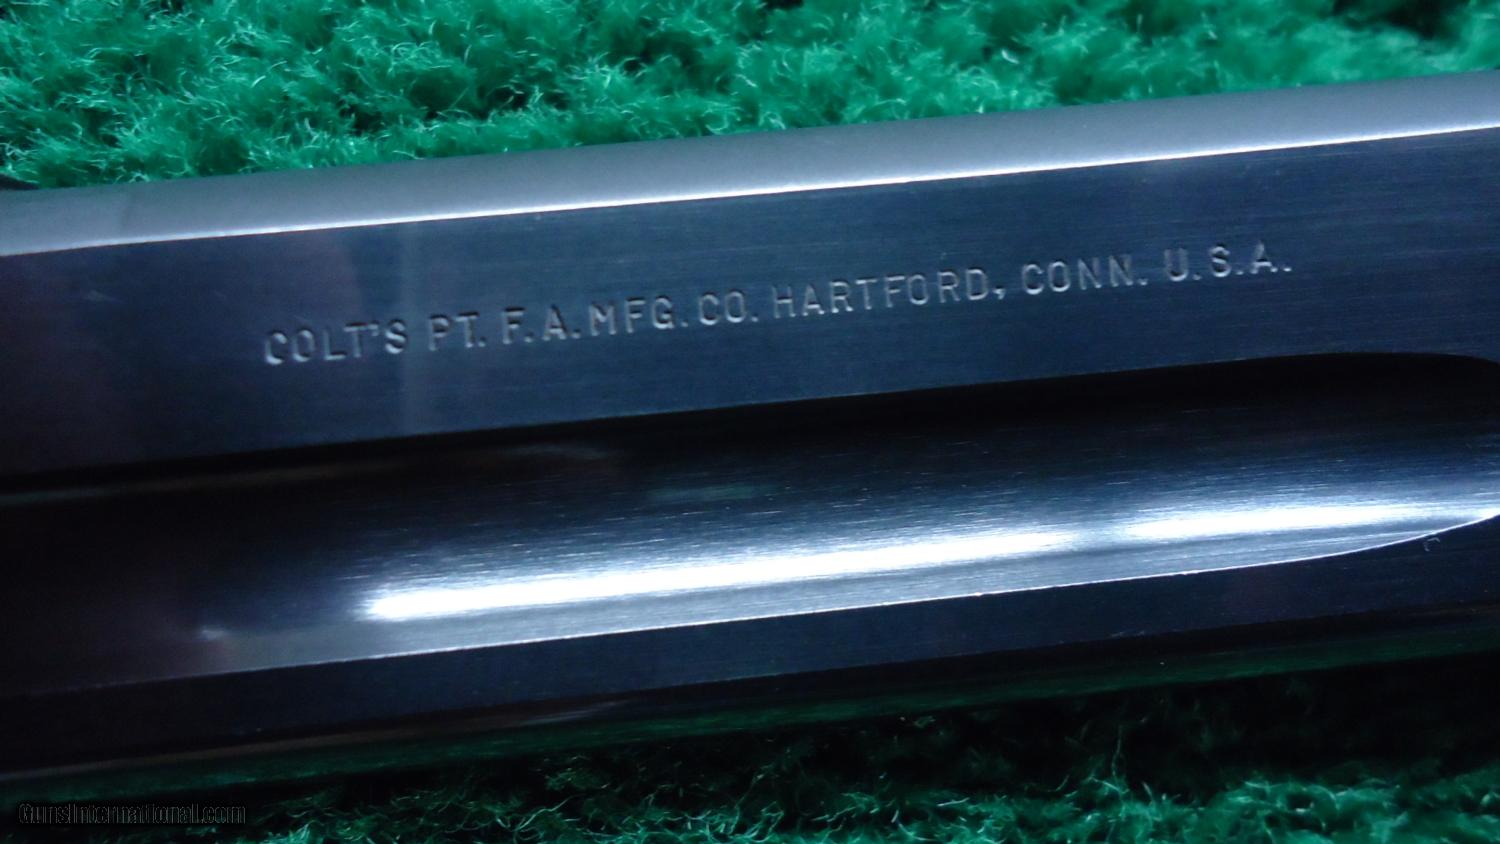 COLT'S PT. F.A. MFG. CO. HARTFORD, CONN. U.S.A.
GunsInternational.com